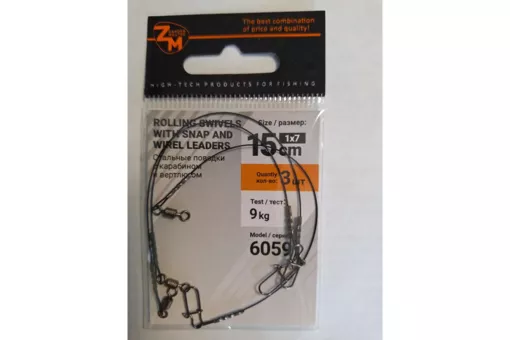 ZM
The best combination
of price and quality!
HIGH-TECH PRODUCTS FOR FISHING
ROLLING SWIVELS
WITH SNAP AND
WIREL LEADERS
Стальные поводки
с карабином
и вертлюгом
Size / размер:
15 cm
1x7
Quantity
кол-во:
3 шт
Test / тест:
9 kg
Model / серия
6059